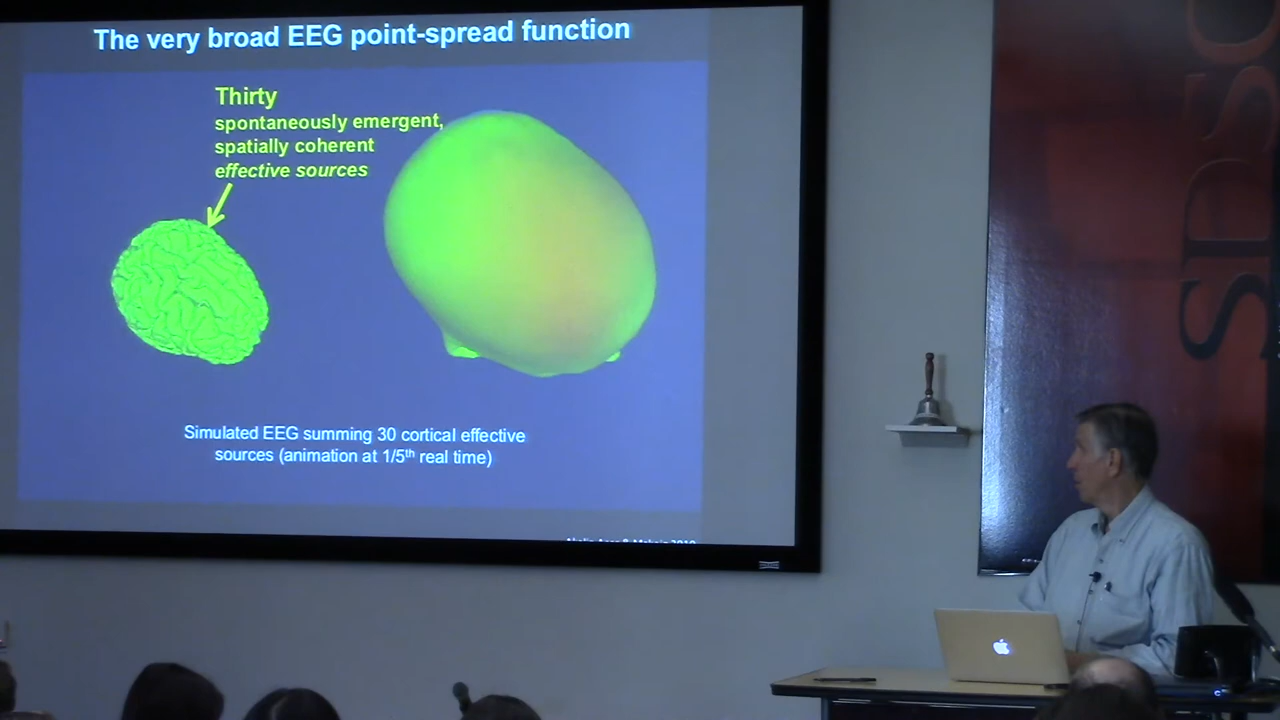 The very broad EEG point-spread function
Thirty
spontaneously emergent,
spatially coherent
effective sources
Simulated EEG summing 30 cortical effective
sources (animation at 1/5th real time)
SDSC